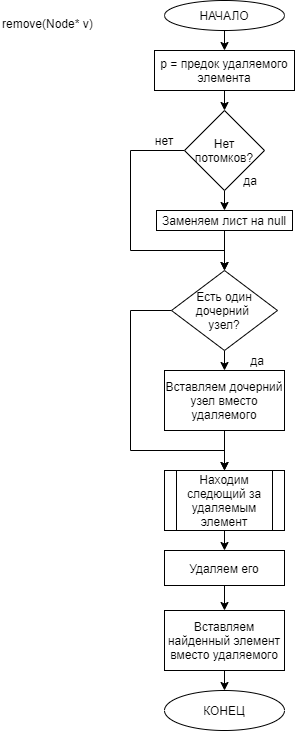 НАЧАЛО
remove(Node* v)
p = предок удаляемого
элемента
нет
Нет
потомков?
да
Заменяем лист на null
Есть один
дочерний
узел?
да
Вставляем дочерний
узел вместо
удаляемого
Находим
следющий за
удаляемым
элемент
Удаляем его
Вставляем
найденный элемент
вместо удаляемого
КОНЕЦ